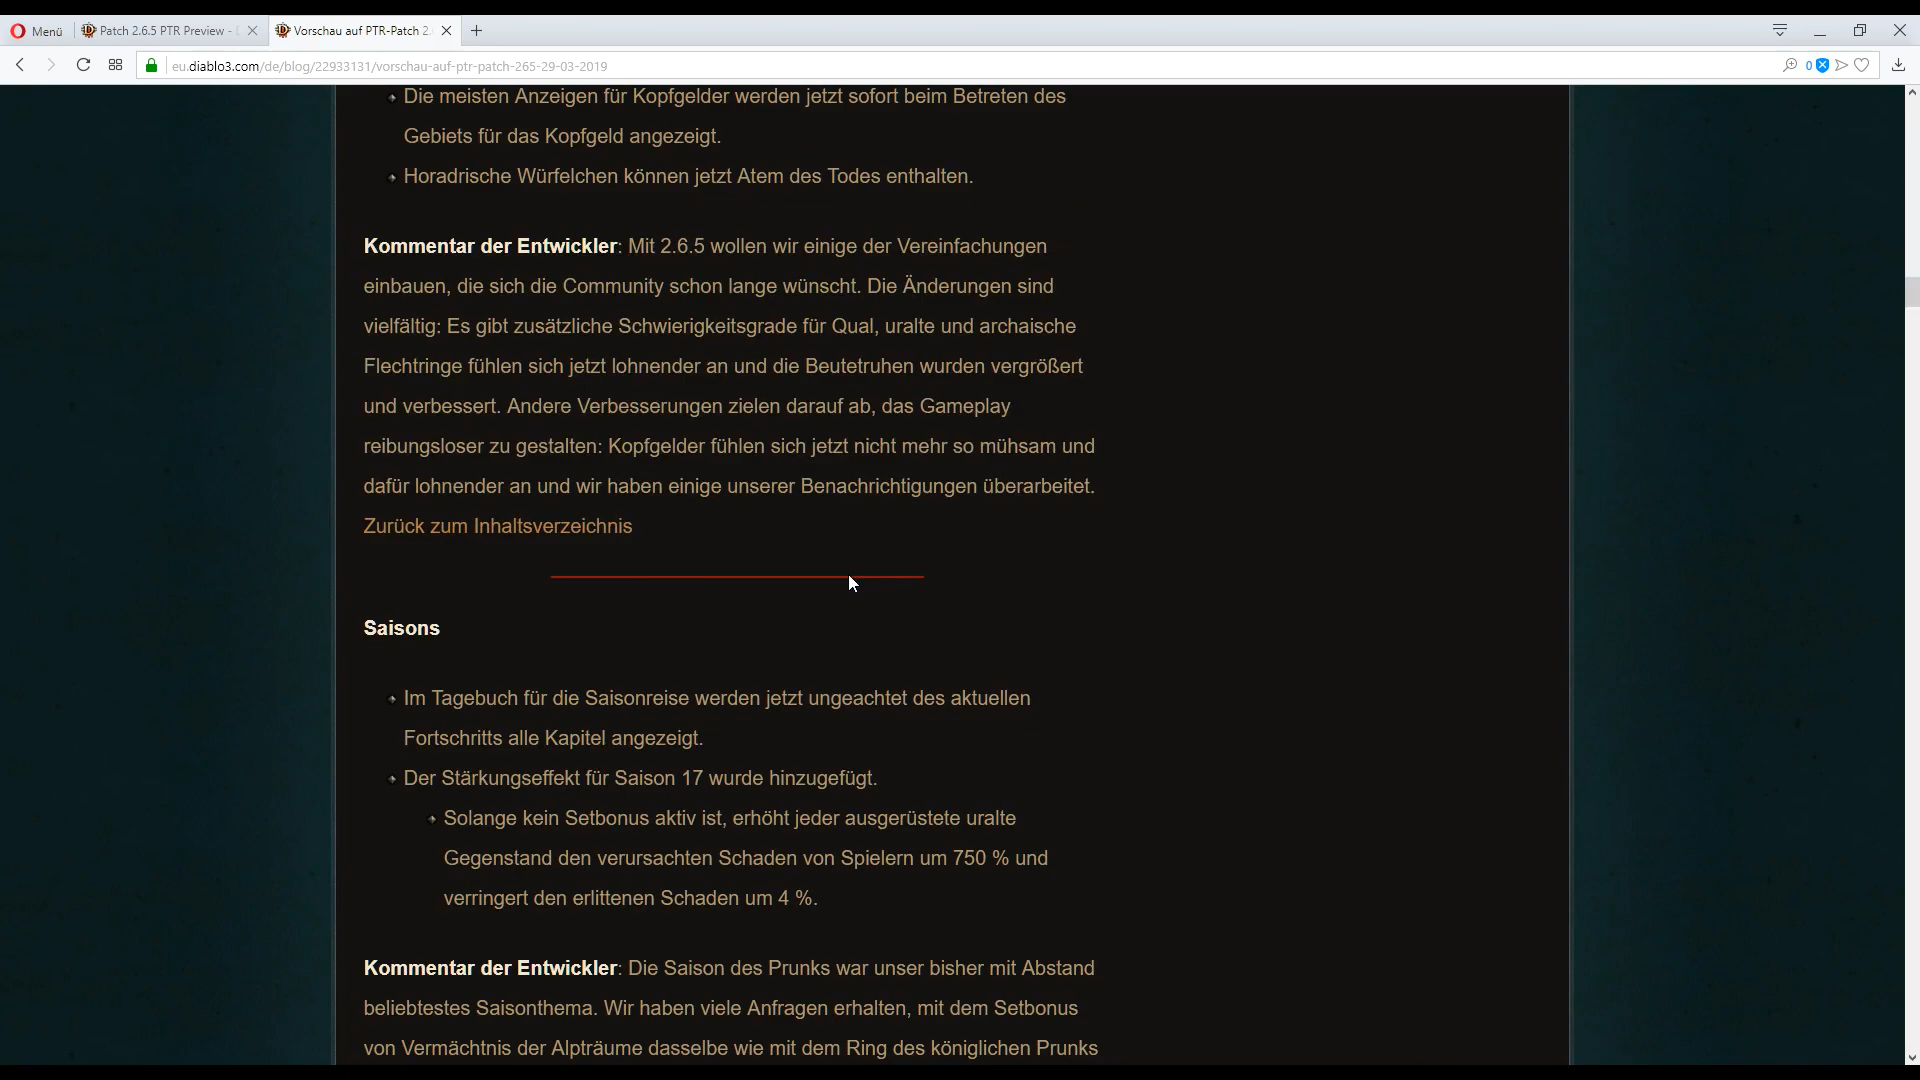 Menü
Patch 2.6.5 PTR Preview -
Vorschau auf PTR-Patch 2.
eu.diablo3.com/de/blog/22933131/vorschau-auf-ptr-patch-265-29-03-2019
0
Die meisten Anzeigen für Kopfgelder werden jetzt sofort beim Betreten des
Gebiets für das Kopfgeld angezeigt.
Horadrische Würfelchen können jetzt Atem des Todes enthalten.
Kommentar der Entwickler: Mit 2.6.5 wollen wir einige der Vereinfachungen
einbauen, die sich die Community schon lange wünscht. Die Änderungen sind
vielfältig: Es gibt zusätzliche Schwierigkeitsgrade für Qual, uralte und archaische
Flechtringe fühlen sich jetzt lohnender an und die Beutetruhen wurden vergrößert
und verbessert. Andere Verbesserungen zielen darauf ab, das Gameplay
reibungsloser zu gestalten: Kopfgelder fühlen sich jetzt nicht mehr so mühsam und
dafür lohnender an und wir haben einige unserer Benachrichtigungen überarbeitet.
Zurück zum Inhaltsverzeichnis
Saisons
Im Tagebuch für die Saisonreise werden jetzt ungeachtet des aktuellen
Fortschritts alle Kapitel angezeigt.
Der Stärkungseffekt für Saison 17 wurde hinzugefügt.
Solange kein Setbonus aktiv ist, erhöht jeder ausgerüstete uralte
Gegenstand den verursachten Schaden von Spielern um 750 % und
verringert den erlittenen Schaden um 4 %.
Kommentar der Entwickler: Die Saison des Prunks war unser bisher mit Abstand
beliebtestes Saisonthema. Wir haben viele Anfragen erhalten, mit dem Setbonus
von Vermächtnis der Alpträume dasselbe wie mit dem Ring des königlichen Prunks